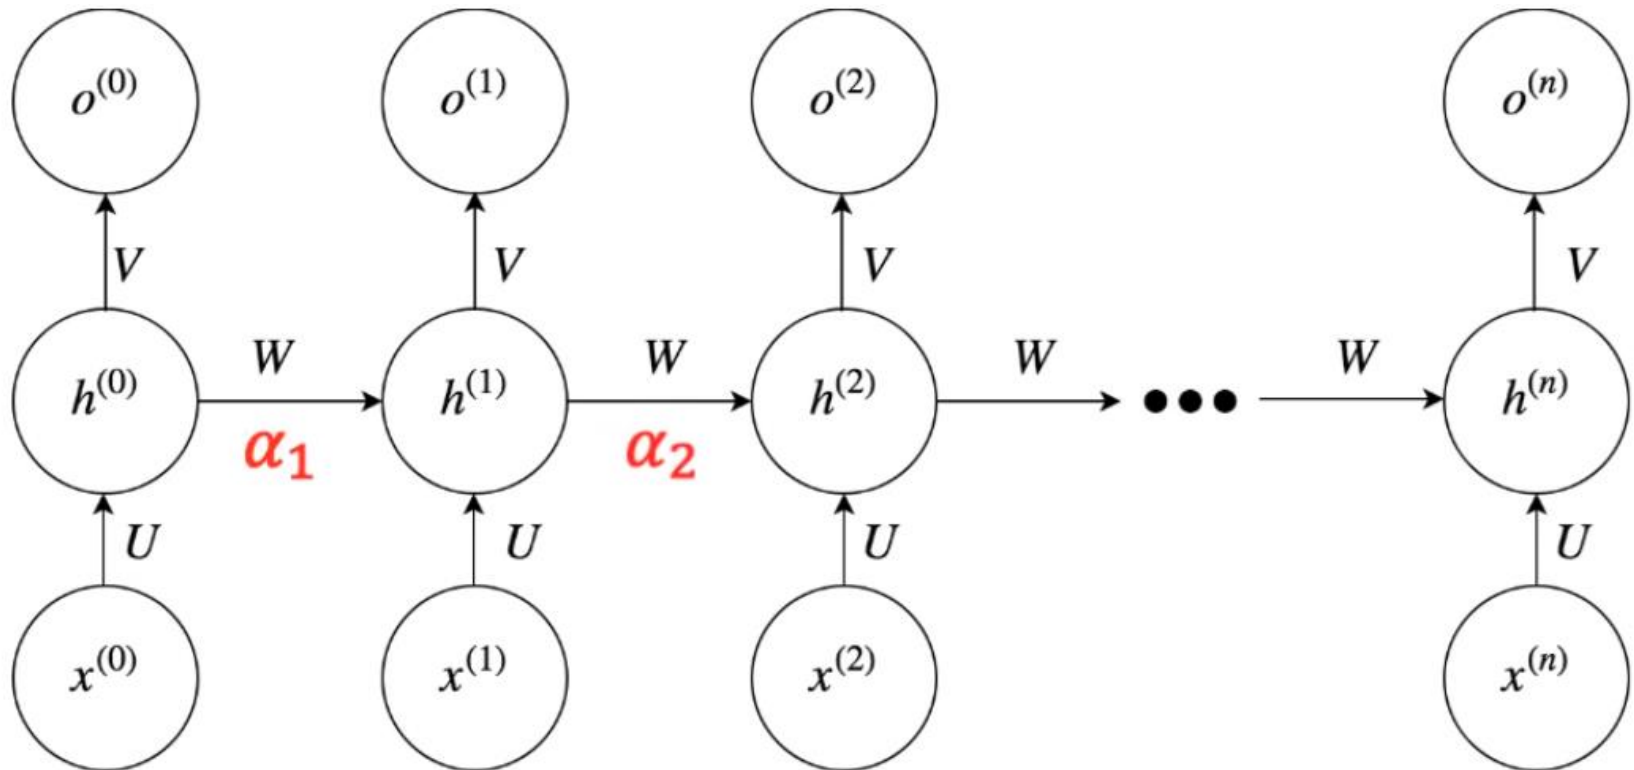 o^(0) o^(1) o^(2) o^(n)
V V V V
W W W W
h^(0) h^(1) h^(2) ••• h^(n)
α₁ α₂
U U U U
x^(0) x^(1) x^(2) x^(n)